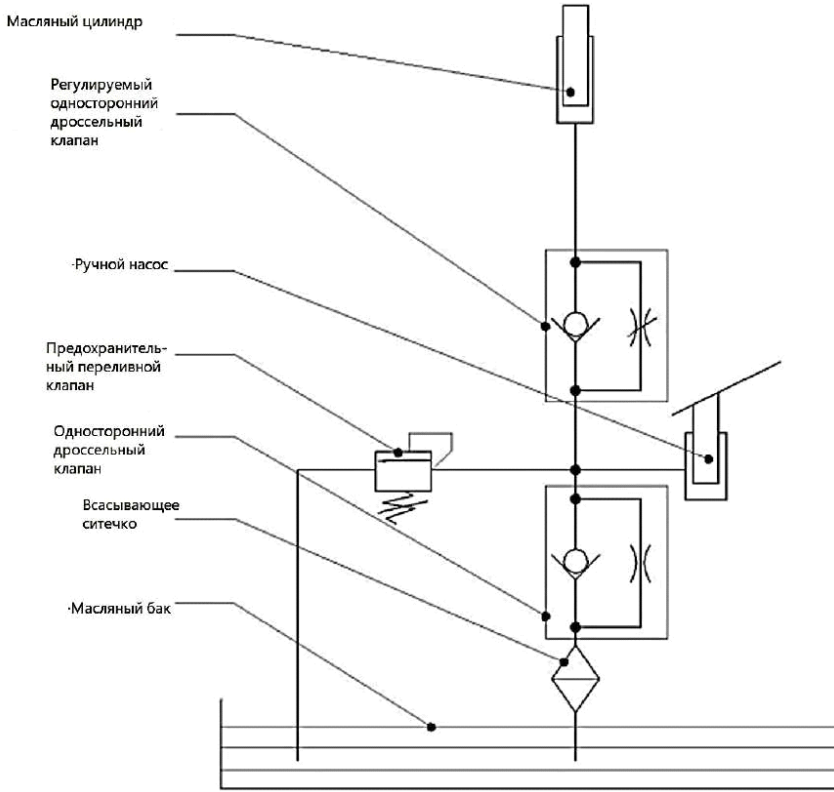 Масляный цилиндр
Регулируемый
односторонний
дроссельный
клапан
·Ручной насос
Предохранитель-
ный переливной
клапан
Односторонний
дроссельный
клапан
Всасывающее
ситечко
·Масляный бак